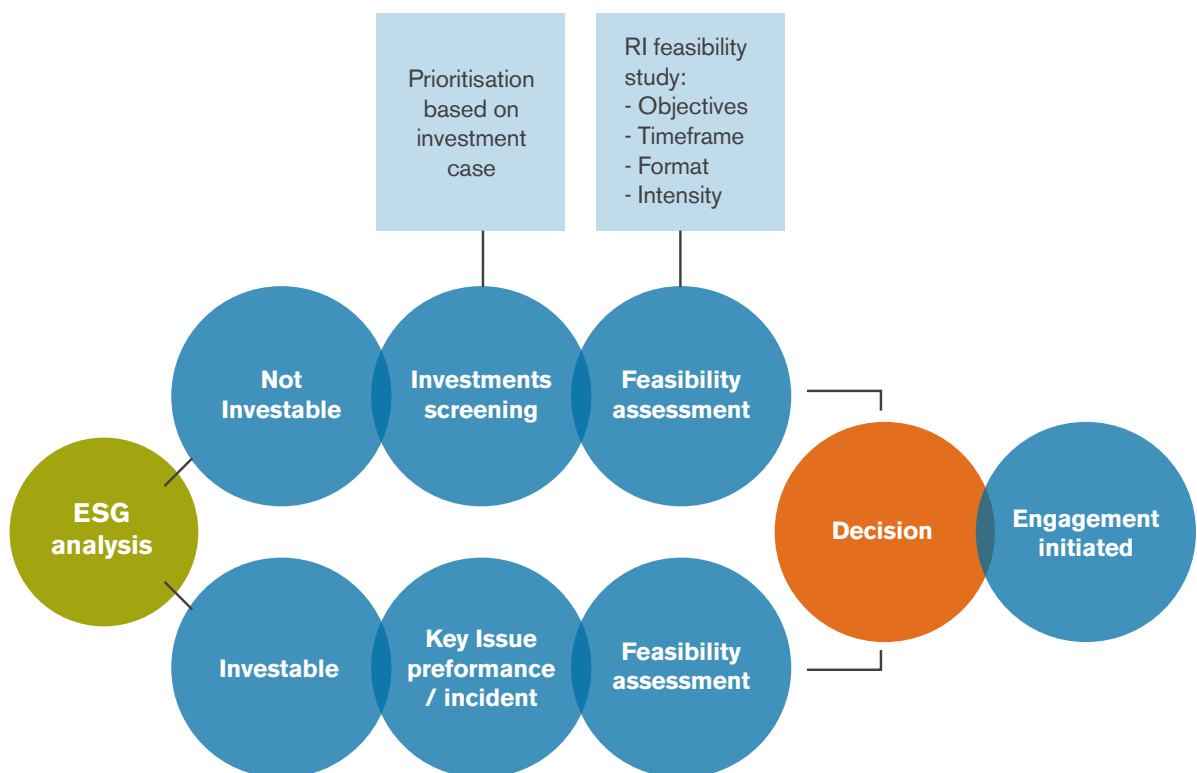 Prioritisation
based on
investment
case
RI feasibility
study:
- Objectives
- Timeframe
- Format
- Intensity
Not
Investable
Investments
screening
Feasibility
assessment
ESG
analysis
Decision
Engagement
initiated
Investable
Key Issue
preformance
/ incident
Feasibility
assessment